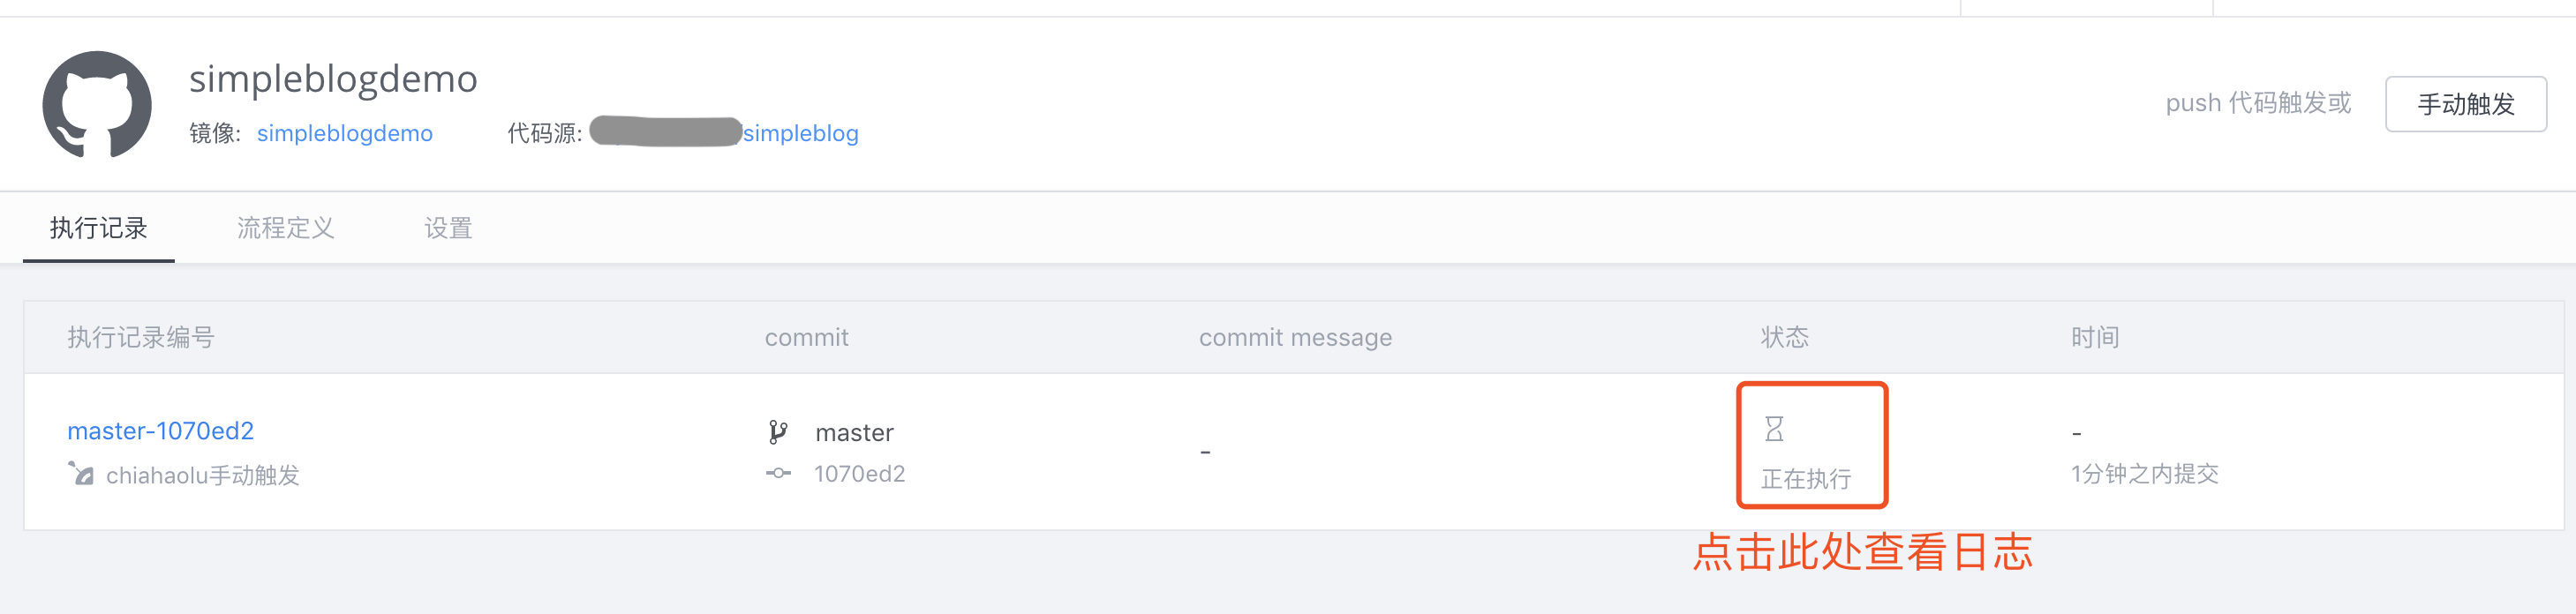 simpleblogdemo
镜像: simpleblogdemo 代码源: simpleblog
push 代码触发或 手动触发
执行记录 流程定义 设置
执行记录编号 commit commit message 状态 时间
master-1070ed2 master - -
chiahaolu手动触发 1070ed2 正在执行 1分钟之内提交
点击此处查看日志